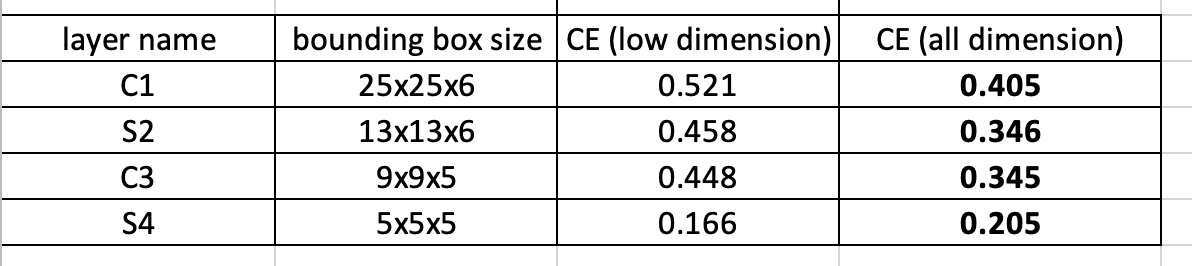 layer name bounding box size CE (low dimension) CE (all dimension)
C1 25x25x6 0.521 0.405
S2 13x13x6 0.458 0.346
C3 9x9x5 0.448 0.345
S4 5x5x5 0.166 0.205